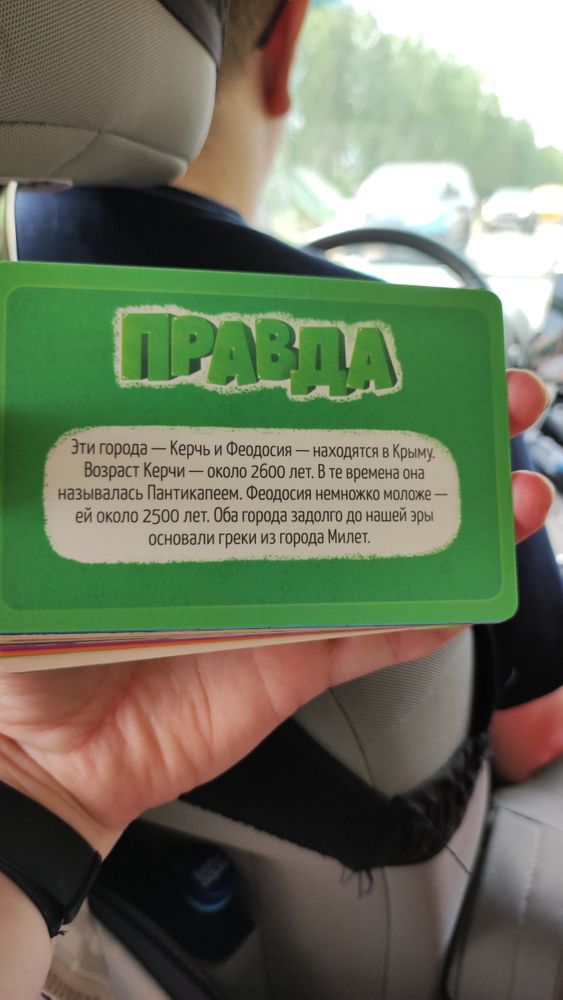 ПРАВДА
Эти города — Керчь и Феодосия — находятся в Крыму.
Возраст Керчи — около 2600 лет. В те времена она
называлась Пантикапеем. Феодосия немножко моложе —
ей около 2500 лет. Оба города задолго до нашей эры
основали греки из города Милет.